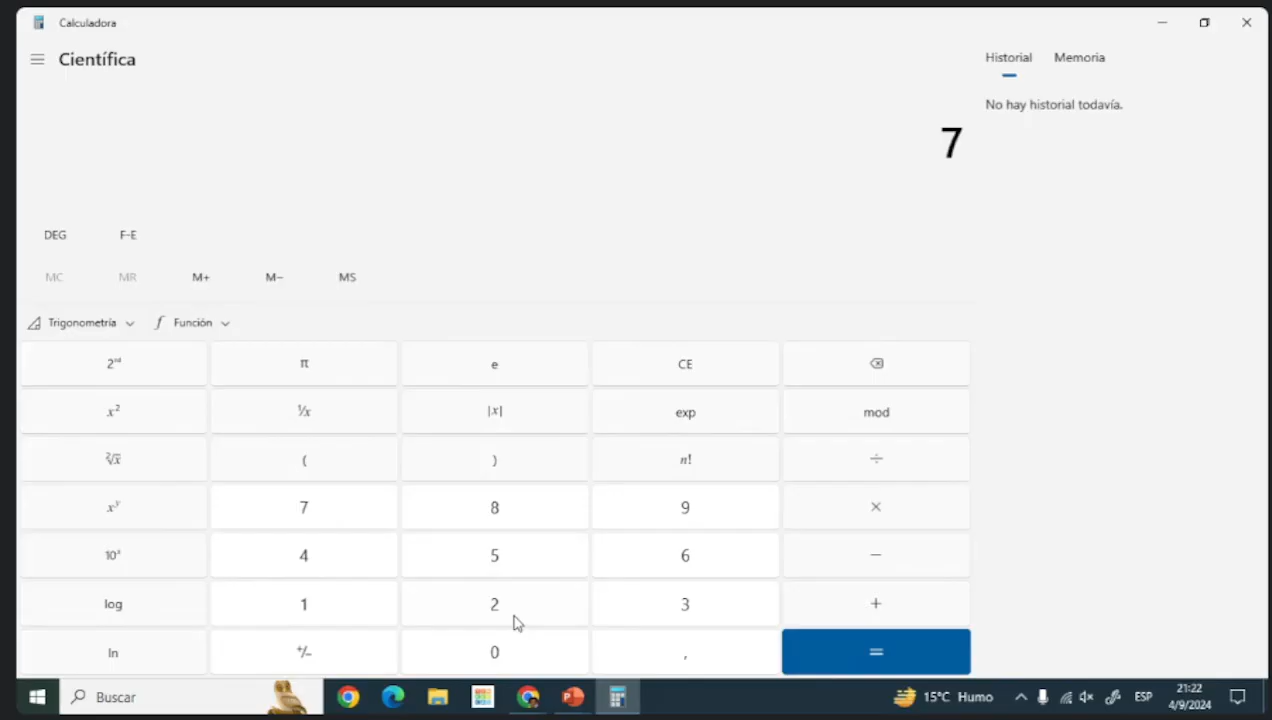 Calculadora
Científica
Historial Memoria
No hay historial todavía.
7
DEG F-E
MC MR M+ M− MS
Trigonometría f Función
2ⁿᵈ π e CE
x² ¹/x |x| exp mod
²√x ( ) n! ÷
xʸ 7 8 9 ×
10ˣ 4 5 6 −
log 1 2 3 +
ln +/− 0 , =
Buscar 15°C Humo ESP 21:22
4/9/2024